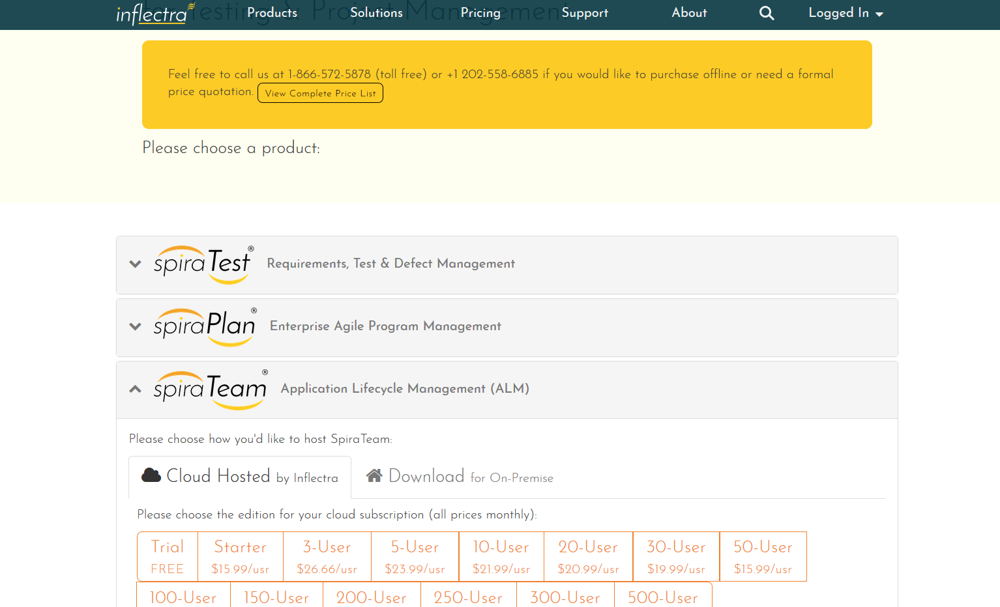 for Testing & Project Management
inflectra Products Solutions Pricing Support About Logged In
Feel free to call us at 1-866-572-5878 (toll free) or +1 202-558-6885 if you would like to purchase offline or need a formal
price quotation. View Complete Price List
Please choose a product:
spiraTest® Requirements, Test & Defect Management
spiraPlan® Enterprise Agile Program Management
spiraTeam® Application Lifecycle Management (ALM)
Please choose how you'd like to host SpiraTeam:
Cloud Hosted by Inflectra Download for On-Premise
Please choose the edition for your cloud subscription (all prices monthly):
Trial Starter 3-User 5-User 10-User 20-User 30-User 50-User
FREE $15.99/usr $26.66/usr $23.99/usr $21.99/usr $20.99/usr $19.99/usr $15.99/usr
100-User 150-User 200-User 250-User 300-User 500-User